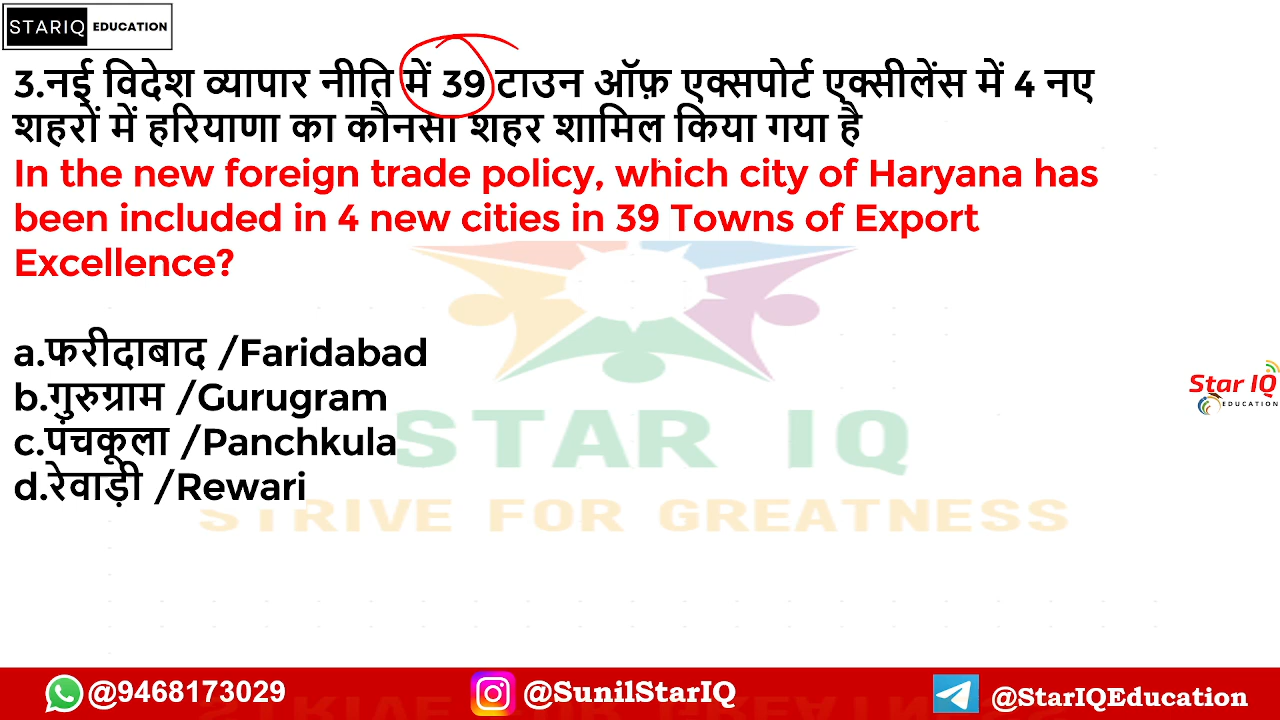 STARIQ EDUCATION
3.नई विदेश व्यापार नीति में 39 टाउन ऑफ़ एक्सपोर्ट एक्सीलेंस में 4 नए
शहरों में हरियाणा का कौनसा शहर शामिल किया गया है
In the new foreign trade policy, which city of Haryana has
been included in 4 new cities in 39 Towns of Export
Excellence?
a.फरीदाबाद /Faridabad
b.गुरुग्राम /Gurugram
c.पंचकूला /Panchkula
d.रेवाड़ी /Rewari
Star IQ
EDUCATION
STAR IQ
STRIVE FOR GREATNESS
@9468173029 @SunilStarIQ @StarIQEducation